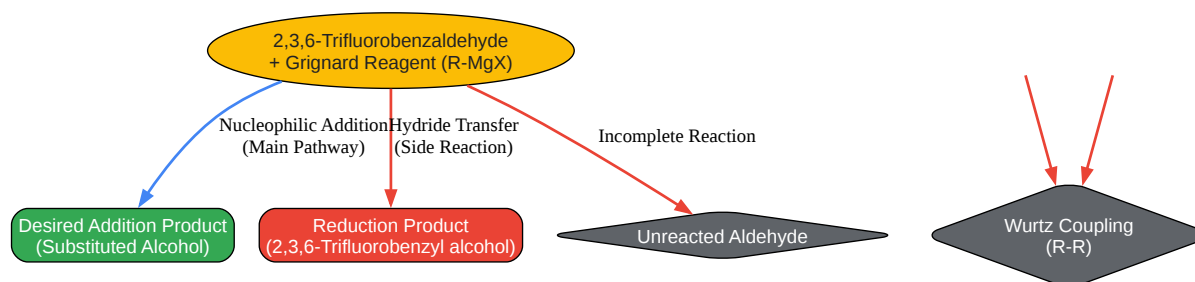 2,3,6-Trifluorobenzaldehyde
+ Grignard Reagent (R-MgX)
Nucleophilic Addition
(Main Pathway)
Hydride Transfer
(Side Reaction)
Incomplete Reaction
Desired Addition Product
(Substituted Alcohol)
Reduction Product
(2,3,6-Trifluorobenzyl alcohol)
Unreacted Aldehyde
Wurtz Coupling
(R-R)